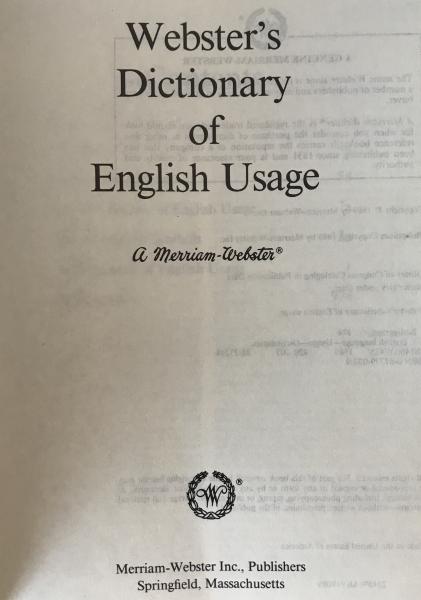 Webster's
Dictionary
of
English Usage
A Merriam-Webster®
W ®
Merriam-Webster Inc., Publishers
Springfield, Massachusetts